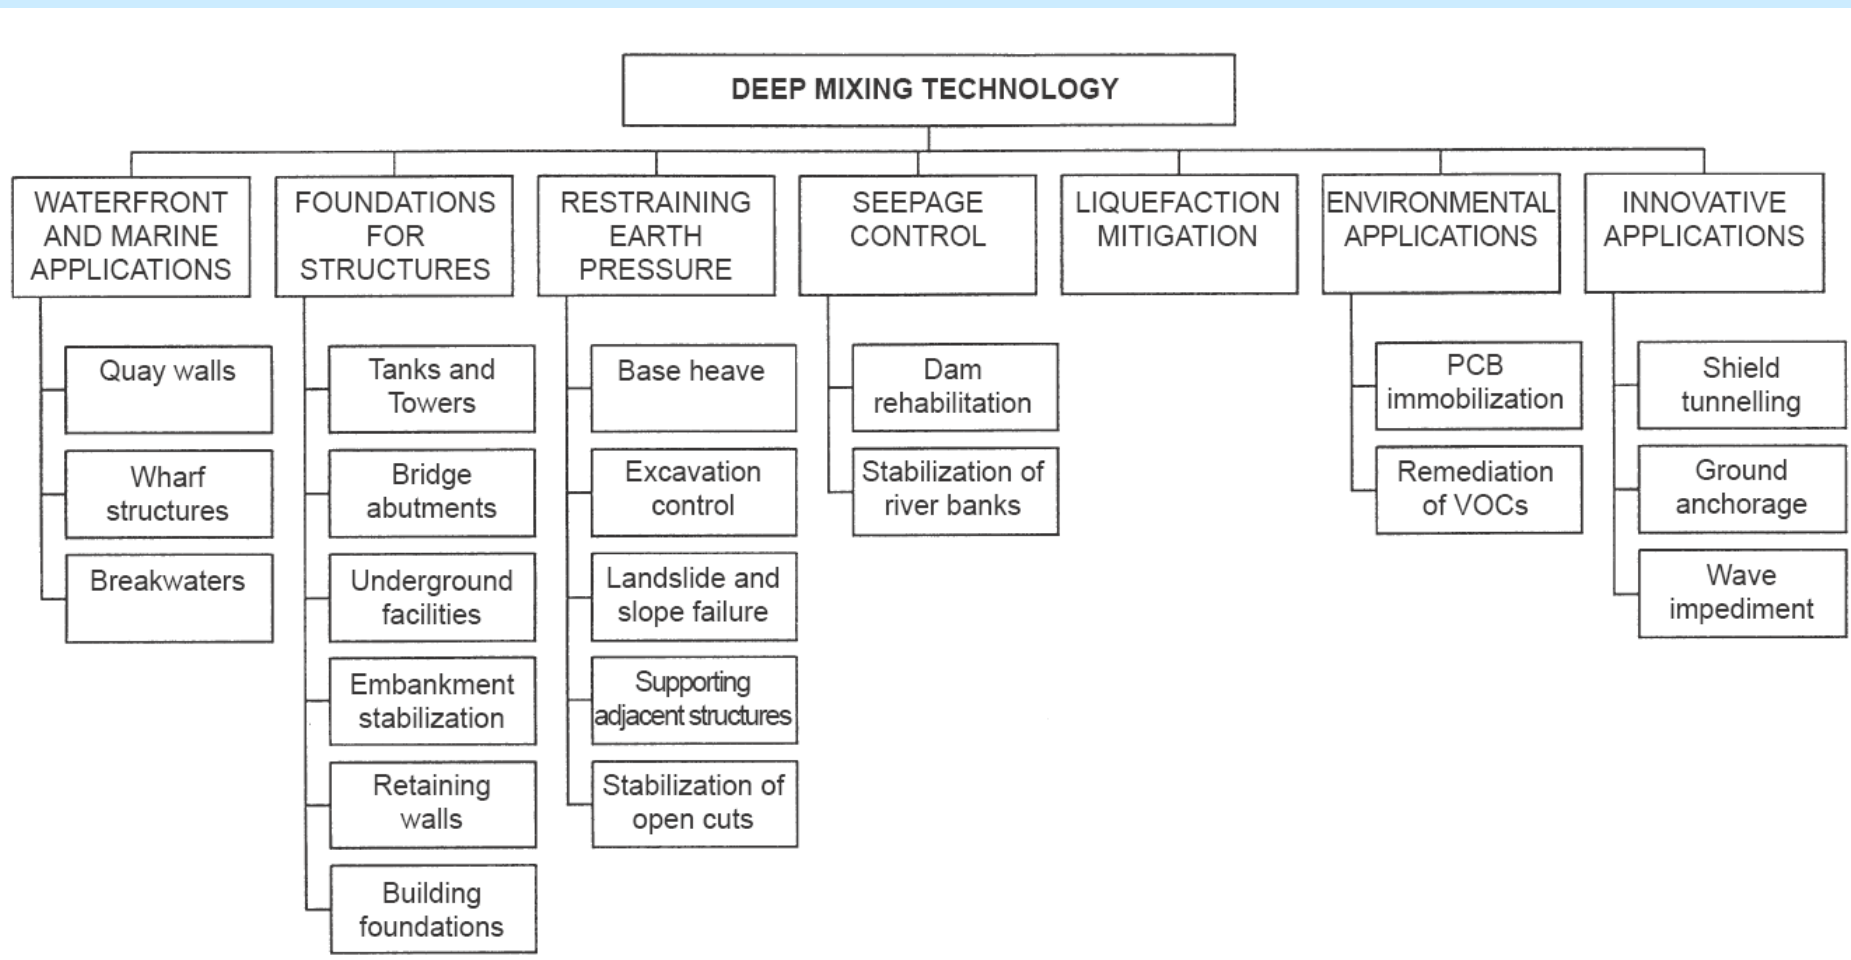 DEEP MIXING TECHNOLOGY
WATERFRONT
AND MARINE
APPLICATIONS
Quay walls
Wharf
structures
Breakwaters
FOUNDATIONS
FOR
STRUCTURES
Tanks and
Towers
Bridge
abutments
Underground
facilities
Embankment
stabilization
Retaining
walls
Building
foundations
RESTRAINING
EARTH
PRESSURE
Base heave
Excavation
control
Landslide and
slope failure
Supporting
adjacent structures
Stabilization of
open cuts
SEEPAGE
CONTROL
Dam
rehabilitation
Stabilization of
river banks
LIQUEFACTION
MITIGATION
ENVIRONMENTAL
APPLICATIONS
PCB
immobilization
Remediation
of VOCs
INNOVATIVE
APPLICATIONS
Shield
tunnelling
Ground
anchorage
Wave
impediment